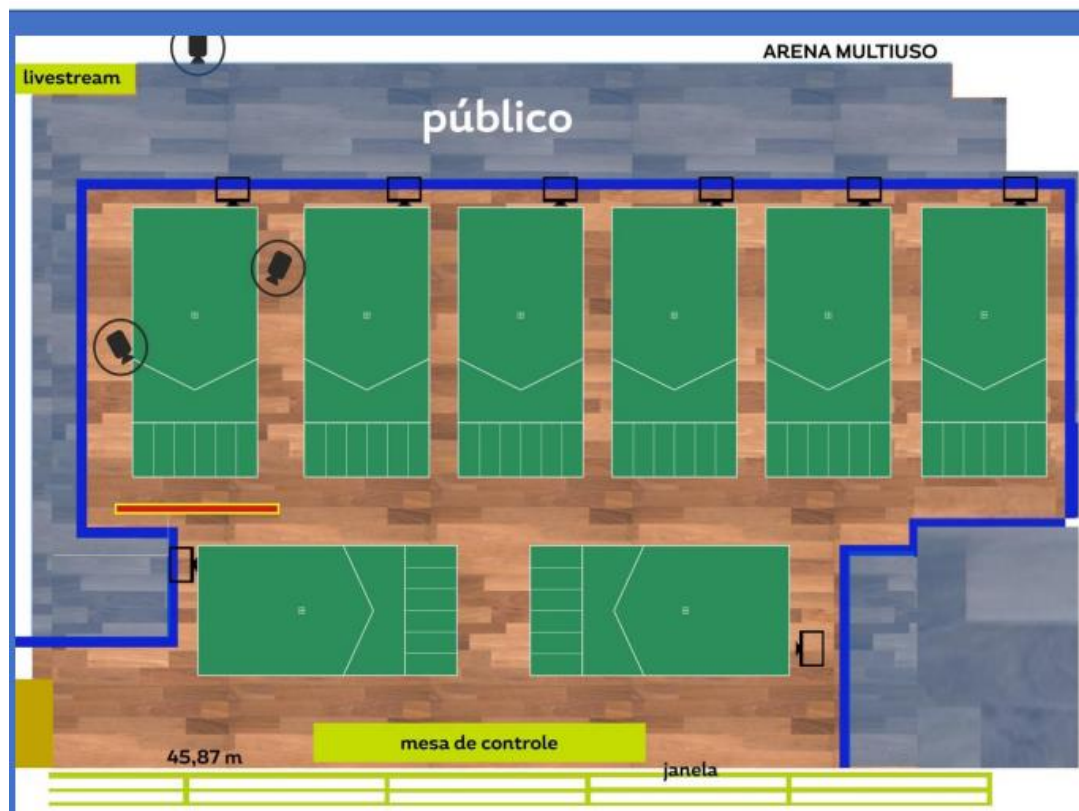 ARENA MULTIUSO
livestream
público
mesa de controle
45,87 m
janela